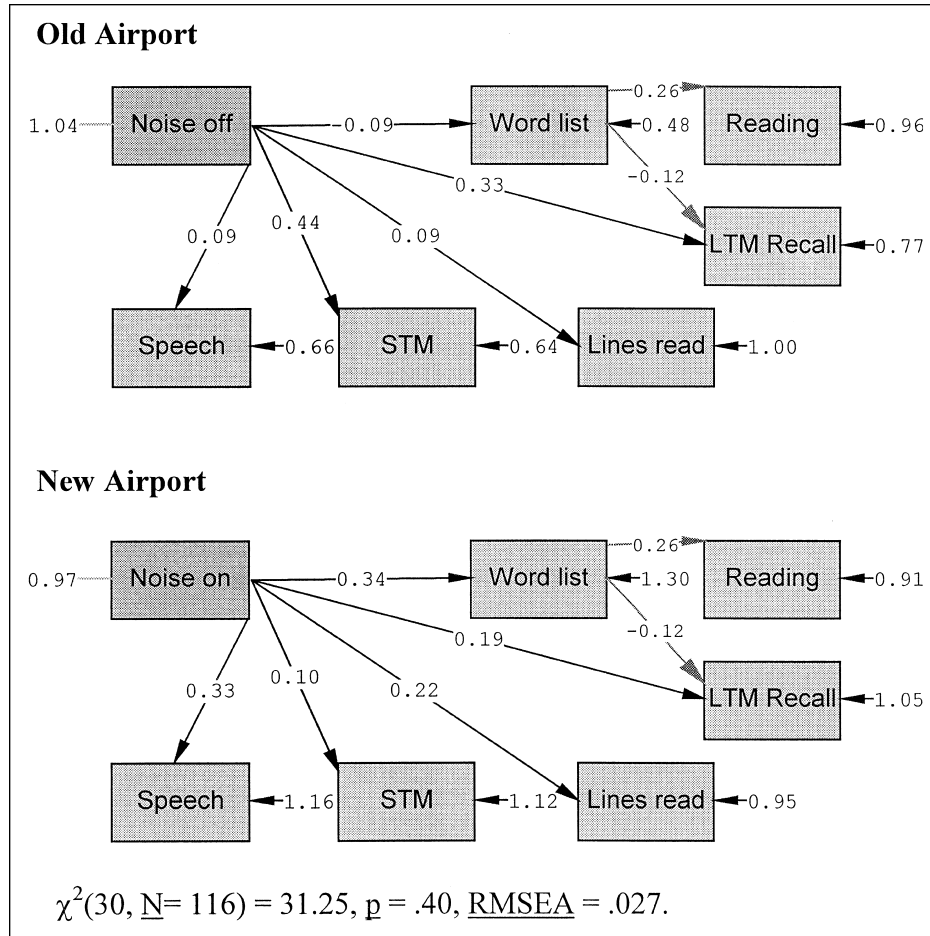 Old Airport
1.04 Noise off -0.09 Word list 0.26 Reading 0.96
0.48
-0.12
0.33
0.09 0.44 0.09 LTM Recall 0.77
Speech 0.66 STM 0.64 Lines read 1.00
New Airport
0.97 Noise on 0.34 Word list 0.26 Reading 0.91
1.30
-0.12
0.19
0.33 0.10 0.22 LTM Recall 1.05
Speech 1.16 STM 1.12 Lines read 0.95
χ²(30, N= 116) = 31.25, p = .40, RMSEA = .027.